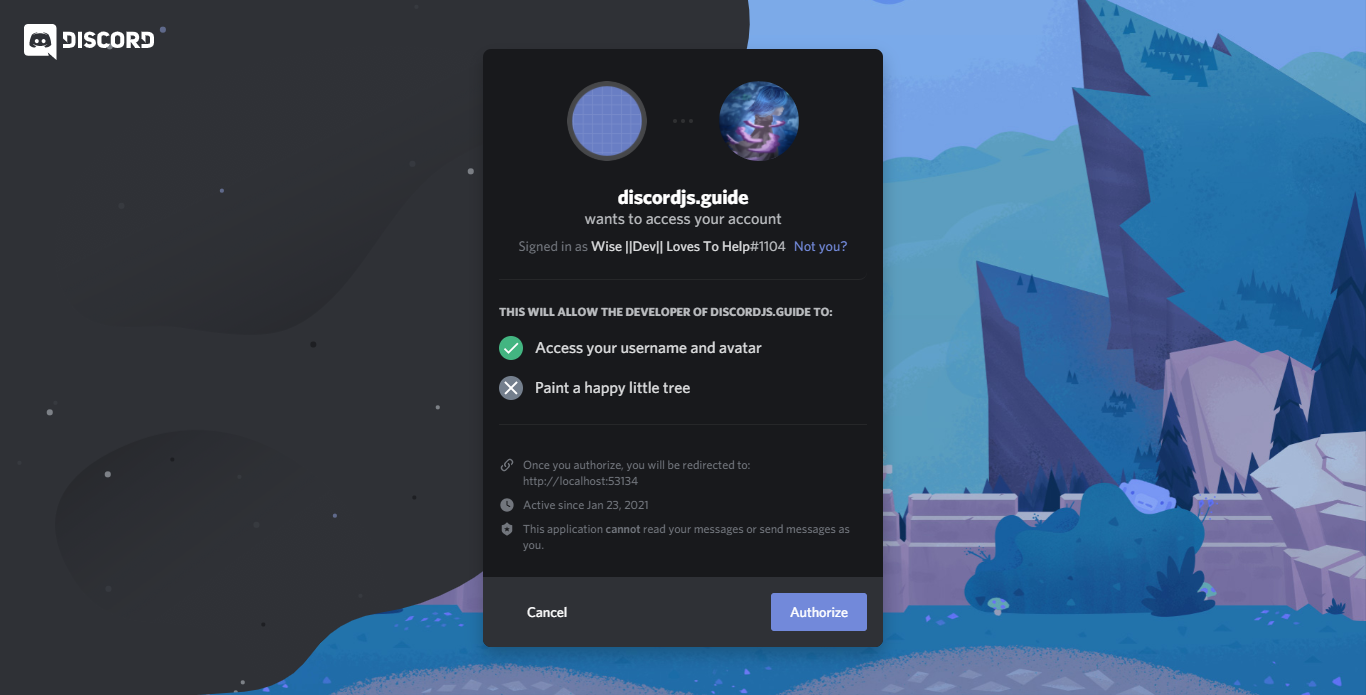 DISCORD
discordjs.guide
wants to access your account
Signed in as Wise ||Dev|| Loves To Help#1104 Not you?
THIS WILL ALLOW THE DEVELOPER OF DISCORDJS.GUIDE TO:
Access your username and avatar
Paint a happy little tree
Once you authorize, you will be redirected to:
http://localhost:53134
Active since Jan 23, 2021
This application cannot read your messages or send messages as
you.
Cancel
Authorize